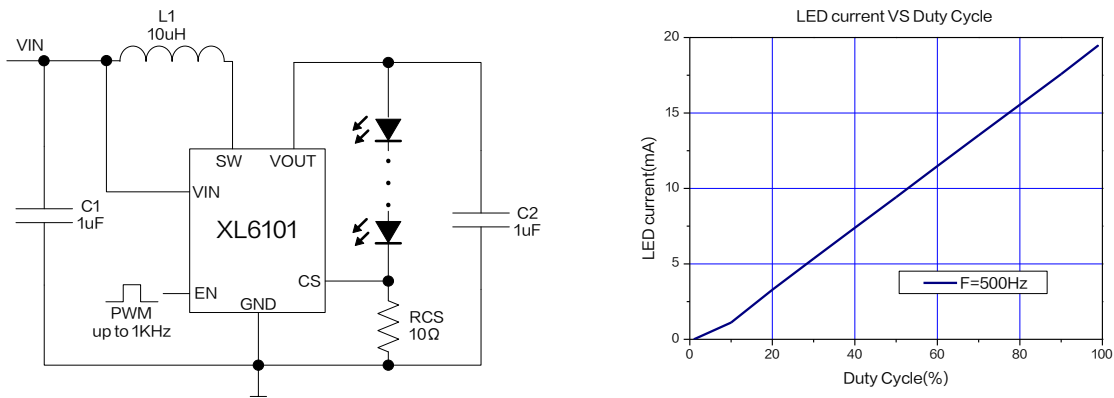 L1
10uH
VIN
SW
VOUT
VIN
C1
1uF
XL6101
C2
1uF
CS
EN
PWM
up to 1KHz
GND
RCS
10Ω
LED current VS Duty Cycle
20
15
10
5
0
LED current(mA)
F=500Hz
0 20 40 60 80 100
Duty Cycle(%)